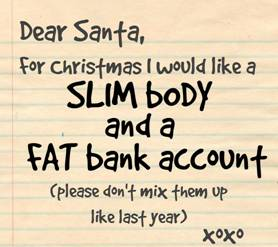 Dear Santa,
for christmas I would like a
SLIM boDY
and a
FAT bank account
(please don't mix them up
like last year)
xoxo